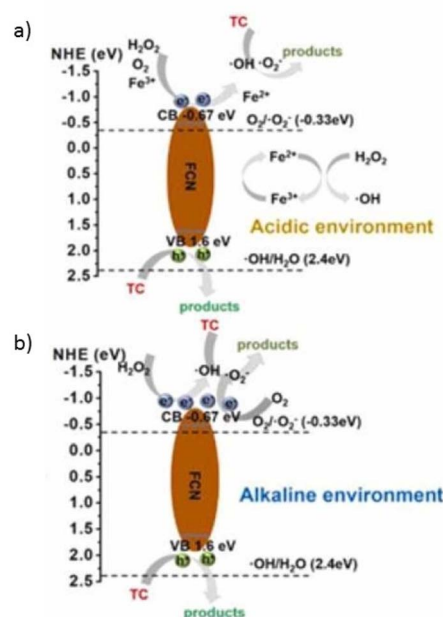 a)
TC
products
H₂O₂
O₂
Fe³⁺
NHE (eV)
·OH ·O₂⁻
-1.5
-1.0
-0.5
0.0
0.5
1.0
1.5
2.0
2.5
e⁻ e⁻
Fe²⁺
CB -0.67 eV
O₂/·O₂⁻ (-0.33eV)
FCN
Fe²⁺
H₂O₂
Fe³⁺
·OH
Acidic environment
VB 1.6 eV
h⁺ h⁺
·OH/H₂O (2.4eV)
TC
products
b)
TC
products
NHE (eV)
H₂O₂
·OH ·O₂⁻
-1.5
-1.0
-0.5
0.0
0.5
1.0
1.5
2.0
2.5
e⁻ e⁻ e⁻ e⁻
O₂
CB -0.67 eV
O₂/·O₂⁻ (-0.33eV)
FCN
Alkaline environment
VB 1.6 eV
h⁺ h⁺
·OH/H₂O (2.4eV)
TC
products